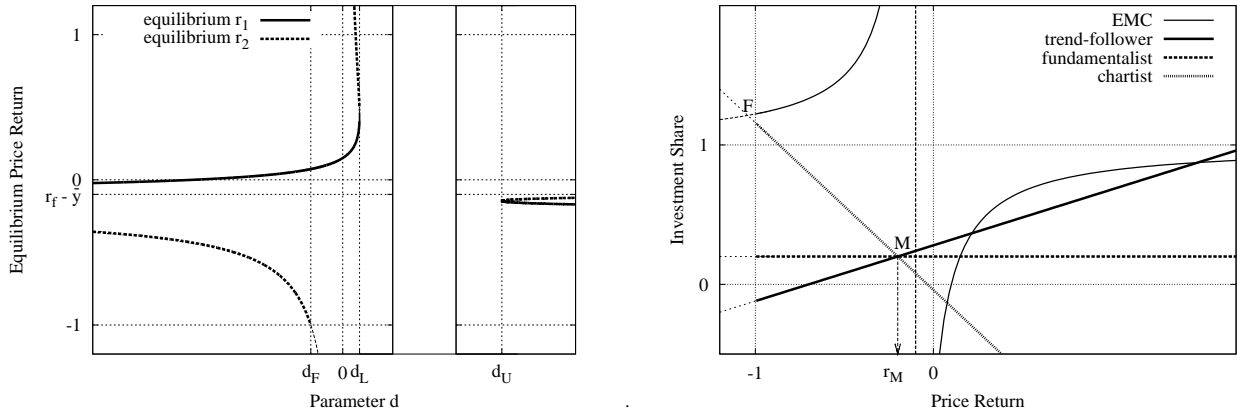 equilibrium r1
equilibrium r2
1
0
rf - ȳ
-1
Equilibrium Price Return
dF
0
dL
dU
Parameter d
.
EMC
trend-follower
fundamentalist
chartist
F
M
1
0
Investment Share
-1
rM
0
Price Return